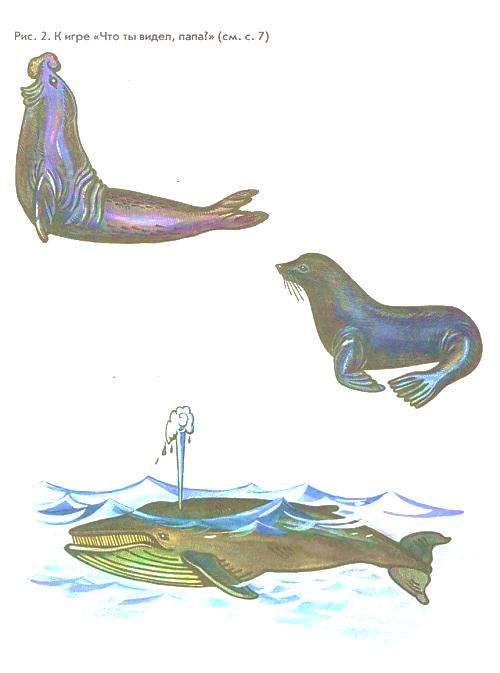 Рис. 2. К игре «Что ты видел, папа?» (см. с. 7)